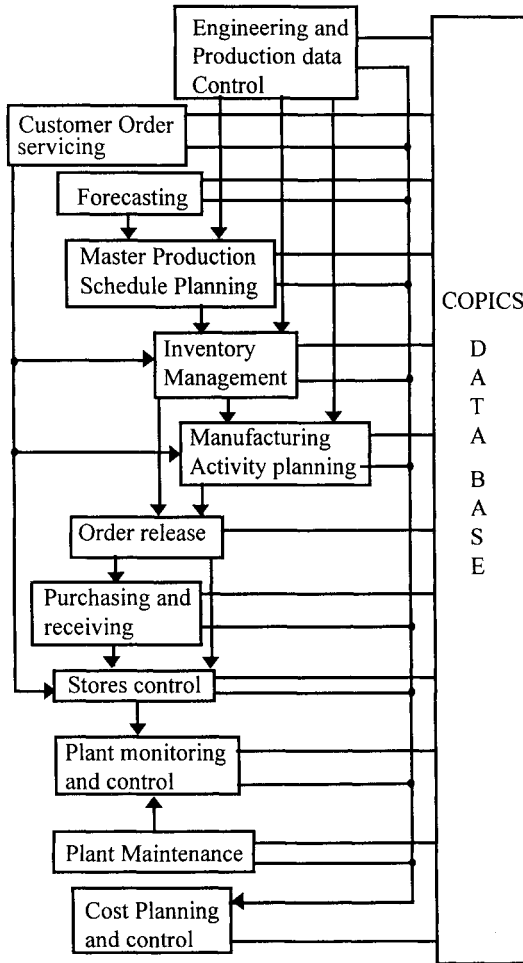 Engineering and
Production data
Control
Customer Order
servicing
Forecasting
Master Production
Schedule Planning
COPICS
D
A
T
A
B
A
S
E
Inventory
Management
Manufacturing
Activity planning
Order release
Purchasing and
receiving
Stores control
Plant monitoring
and control
Plant Maintenance
Cost Planning
and control